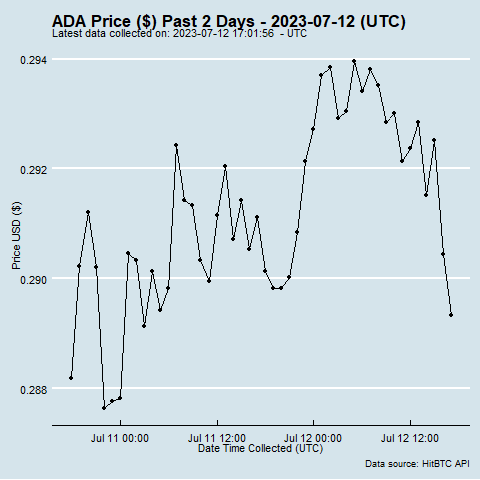 ADA Price ($) Past 2 Days - 2023-07-12 (UTC)
Latest data collected on: 2023-07-12 17:01:56 - UTC
0.294
0.292
0.290
0.288
Price USD ($)
Jul 11 00:00 Jul 11 12:00 Jul 12 00:00 Jul 12 12:00
Date Time Collected (UTC)
Data source: HitBTC API